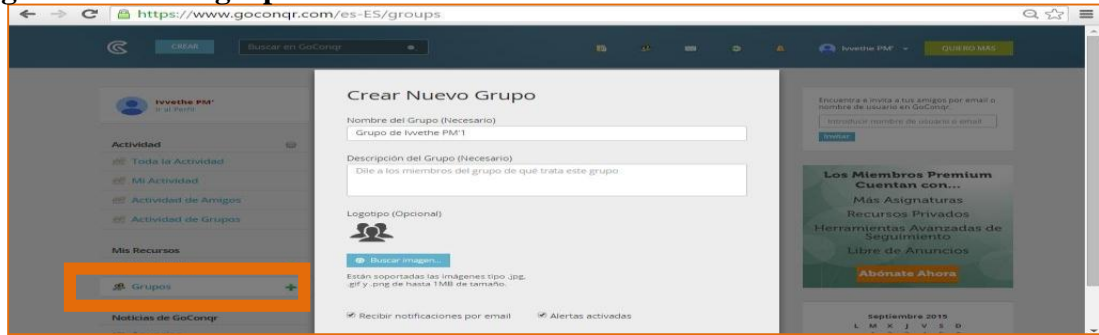 https://www.goconqr.com/es-ES/groups
CREAR
Buscar en GoConqr
Ivvethe PM'
QUIERO MÁS
Ivvethe PM'
Ir al Perfil
Actividad
Toda la Actividad
Mi Actividad
Actividad de Amigos
Actividad de Grupos
Mis Recursos
Grupos
Noticias de GoConqr
Crear Nuevo Grupo
Nombre del Grupo (Necesario)
Grupo de Ivvethe PM'1
Descripción del Grupo (Necesario)
Dile a los miembros del grupo de qué trata este grupo
Logotipo (Opcional)
Buscar imagen...
Están soportadas las imágenes tipo .jpg,
.gif y .png de hasta 1MB de tamaño.
Recibir notificaciones por email
Alertas activadas
Encuentra e invita a tus amigos por email o
nombre de usuario en GoConqr.
Introducir nombre de usuario o email
Invitar
Los Miembros Premium
Cuentan con...
Más Asignaturas
Recursos Privados
Herramientas Avanzadas de
Seguimiento
Libre de Anuncios
Abónate Ahora
Septiembre 2015
L M X J V S D